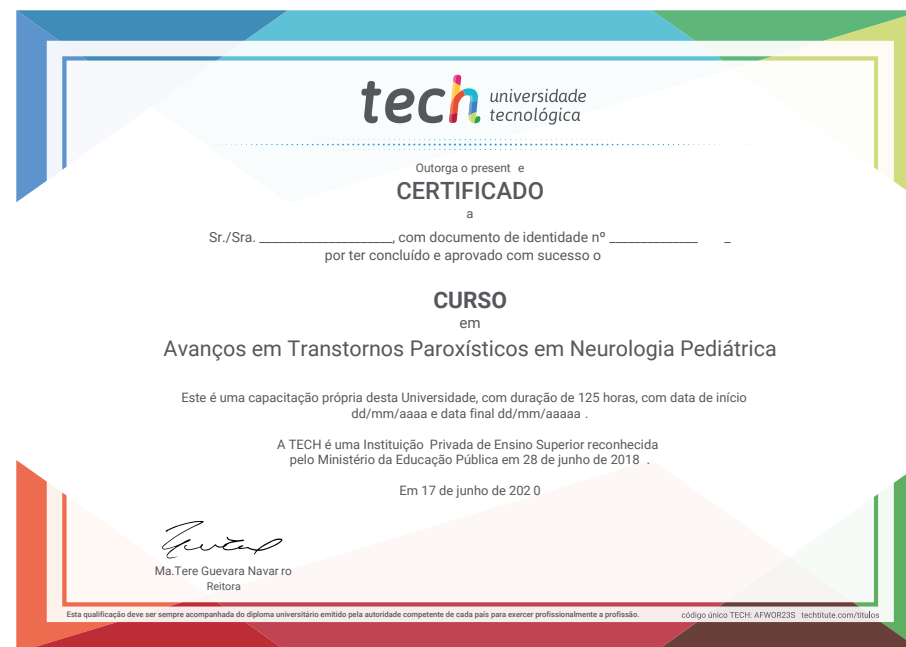 tech universidade
tecnológica
Outorga o present e
CERTIFICADO
a
Sr./Sra. ______________________, com documento de identidade nº ______________ _
por ter concluído e aprovado com sucesso o
CURSO
em
Avanços em Transtornos Paroxísticos em Neurologia Pediátrica
Este é uma capacitação própria desta Universidade, com duração de 125 horas, com data de início
dd/mm/aaaa e data final dd/mm/aaaaa .
A TECH é uma Instituição Privada de Ensino Superior reconhecida
pelo Ministério da Educação Pública em 28 de junho de 2018 .
Em 17 de junho de 202 0
Ma.Tere Guevara Navar ro
Reitora
Esta qualificação deve ser sempre acompanhada do diploma universitário emitido pela autoridade competente de cada país para exercer profissionalmente a profissão.
código único TECH: AFWOR23S techtitute.com/titulos